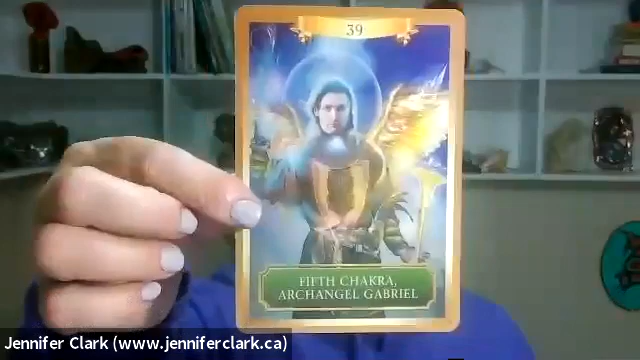 39
FIFTH CHAKRA,
ARCHANGEL GABRIEL
Jennifer Clark (www.jenniferclark.ca)